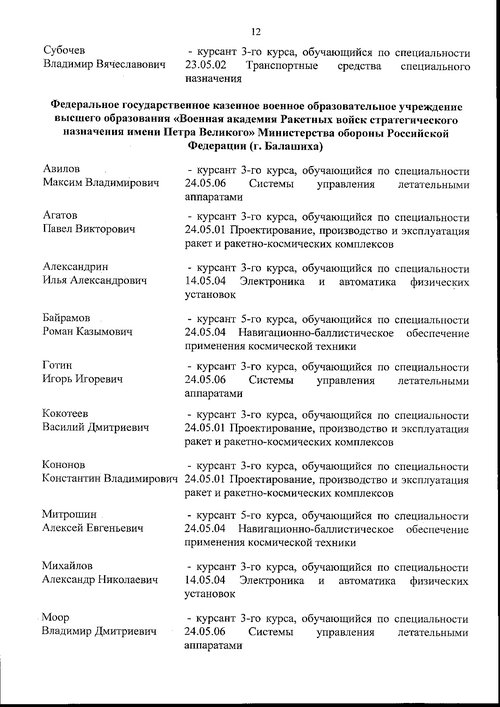 12
Субочев - курсант 3-го курса, обучающийся по специальности
Владимир Вячеславович 23.05.02 Транспортные средства специального
назначения
Федеральное государственное казенное военное образовательное учреждение
высшего образования «Военная академия Ракетных войск стратегического
назначения имени Петра Великого» Министерства обороны Российской
Федерации (г. Балашиха)
Авилов - курсант 3-го курса, обучающийся по специальности
Максим Владимирович 24.05.06 Системы управления летательными
аппаратами
Агатов - курсант 3-го курса, обучающийся по специальности
Павел Викторович 24.05.01 Проектирование, производство и эксплуатация
ракет и ракетно-космических комплексов
Александрин - курсант 3-го курса, обучающийся по специальности
Илья Александрович 14.05.04 Электроника и автоматика физических
установок
Байрамов - курсант 5-го курса, обучающийся по специальности
Роман Казымович 24.05.04 Навигационно-баллистическое обеспечение
применения космической техники
Готин - курсант 3-го курса, обучающийся по специальности
Игорь Игоревич 24.05.06 Системы управления летательными
аппаратами
Кокотеев - курсант 3-го курса, обучающийся по специальности
Василий Дмитриевич 24.05.01 Проектирование, производство и эксплуатация
ракет и ракетно-космических комплексов
Кононов - курсант 3-го курса, обучающийся по специальности
Константин Владимирович 24.05.01 Проектирование, производство и эксплуатация
ракет и ракетно-космических комплексов
Митрошин - курсант 5-го курса, обучающийся по специальности
Алексей Евгеньевич 24.05.04 Навигационно-баллистическое обеспечение
применения космической техники
Михайлов - курсант 3-го курса, обучающийся по специальности
Александр Николаевич 14.05.04 Электроника и автоматика физических
установок
Моор - курсант 3-го курса, обучающийся по специальности
Владимир Дмитриевич 24.05.06 Системы управления летательными
аппаратами